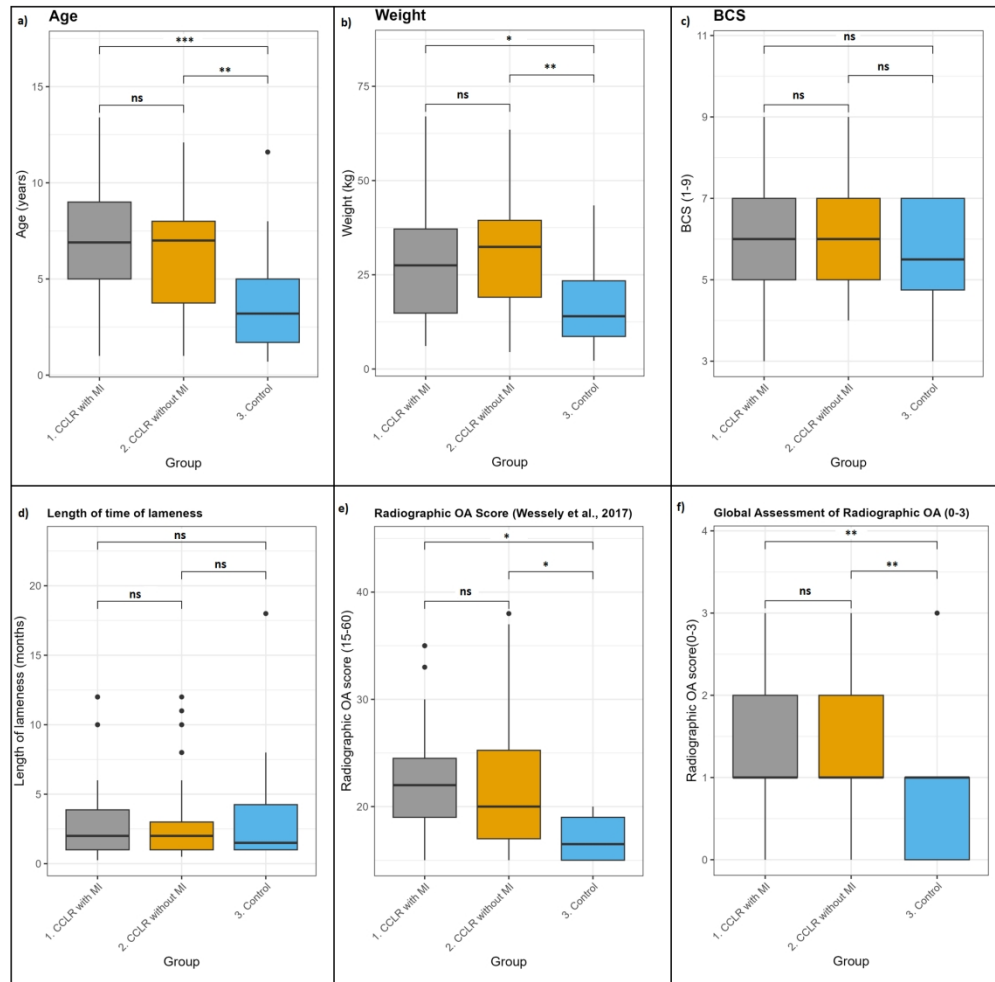 a)
Age
***
**
ns
15
10
5
0
Age (years)
1. CCLR with MI
2. CCLR without MI
3. Control
Group
b)
Weight
*
**
ns
75
50
25
0
Weight (kg)
1. CCLR with MI
2. CCLR without MI
3. Control
Group
c)
BCS
ns
ns
ns
11
9
7
5
3
BCS (1-9)
1. CCLR with MI
2. CCLR without MI
3. Control
Group
d)
Length of time of lameness
ns
ns
ns
20
15
10
5
0
Length of lameness (months)
1. CCLR with MI
2. CCLR without MI
3. Control
Group
e)
Radiographic OA Score (Wessely et al., 2017)
*
*
ns
40
30
20
Radiographic OA score (15-60)
1. CCLR with MI
2. CCLR without MI
3. Control
Group
f)
Global Assessment of Radiographic OA (0-3)
**
**
ns
4
3
2
1
0
Radiographic OA score(0-3)
1. CCLR with MI
2. CCLR without MI
3. Control
Group